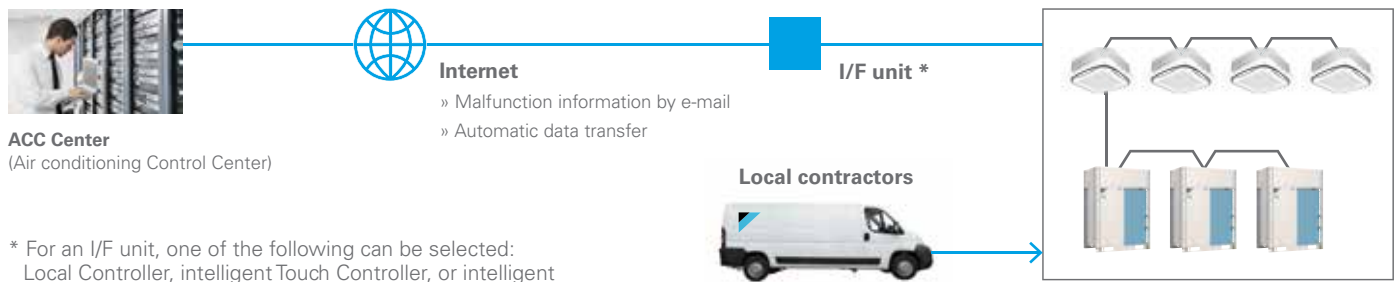 Internet
» Malfunction information by e-mail
» Automatic data transfer
I/F unit *
ACC Center
(Air conditioning Control Center)
Local contractors
* For an I/F unit, one of the following can be selected:
Local Controller, intelligent Touch Controller, or intelligent